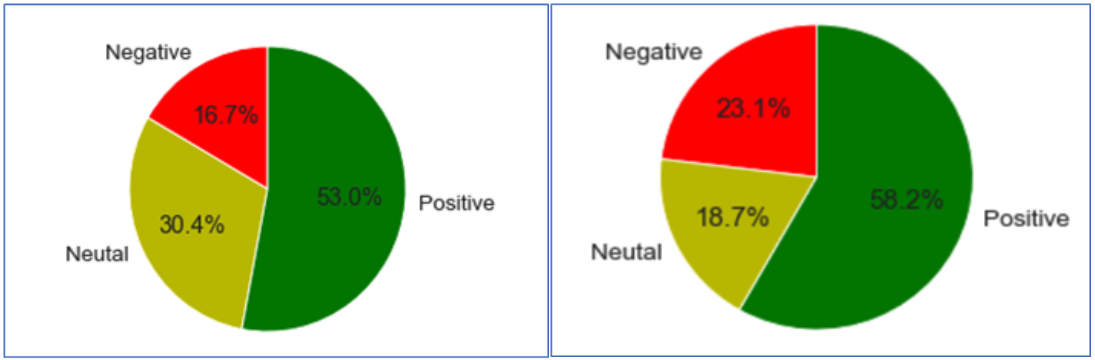 Negative
16.7%
53.0%
Positive
30.4%
Neutal
Negative
23.1%
58.2%
Positive
18.7%
Neutal